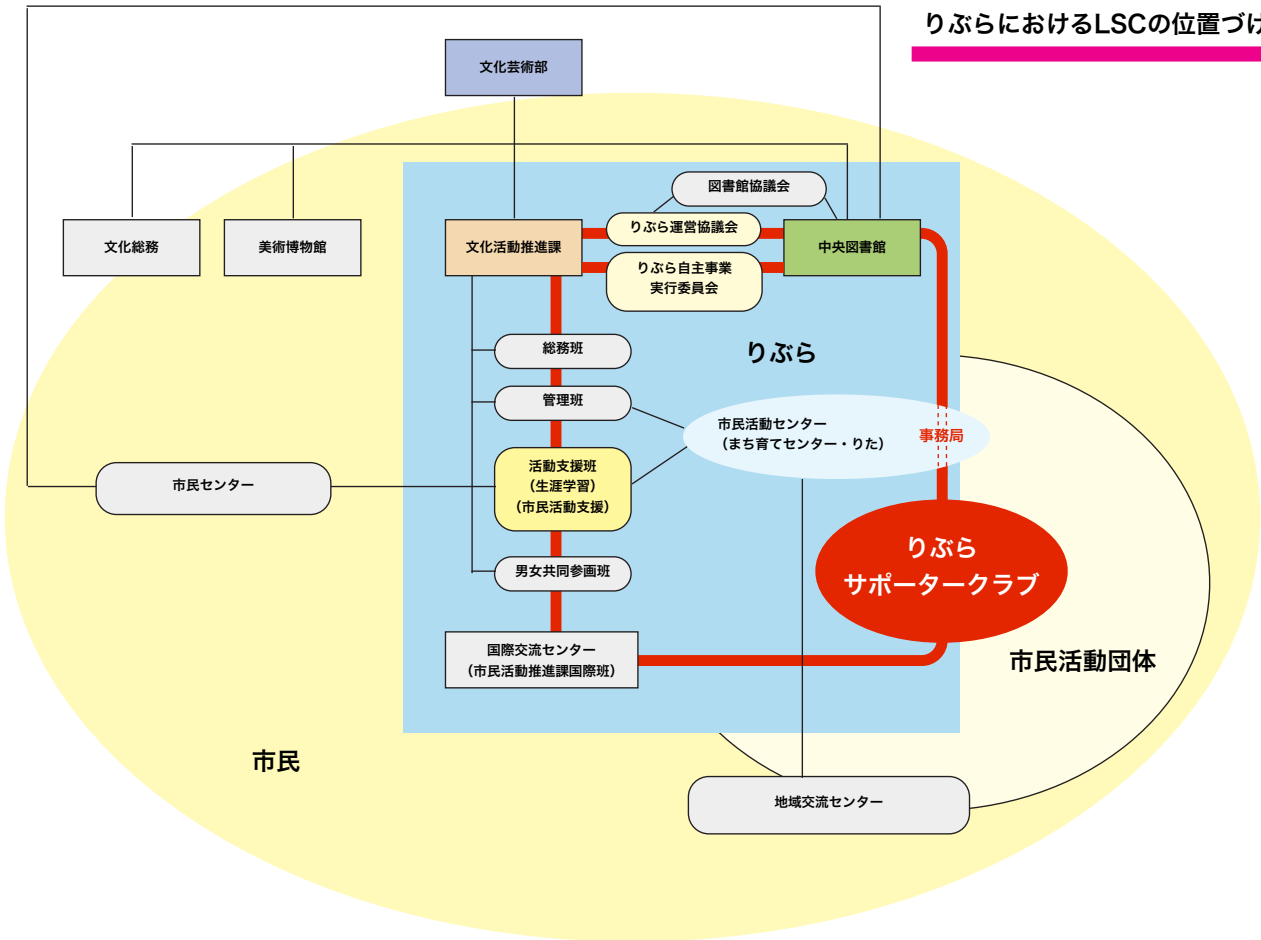 りぶらにおけるLSCの位置づけ
文化芸術部
図書館協議会
りぶら運営協議会
文化総務
美術博物館
文化活動推進課
中央図書館
りぶら自主事業
実行委員会
総務班
りぶら
管理班
市民活動センター
（まち育てセンター・りた）
事務局
活動支援班
（生涯学習）
（市民活動支援）
市民センター
りぶら
サポータークラブ
男女共同参画班
国際交流センター
（市民活動推進課国際班）
市民活動団体
市民
地域交流センター